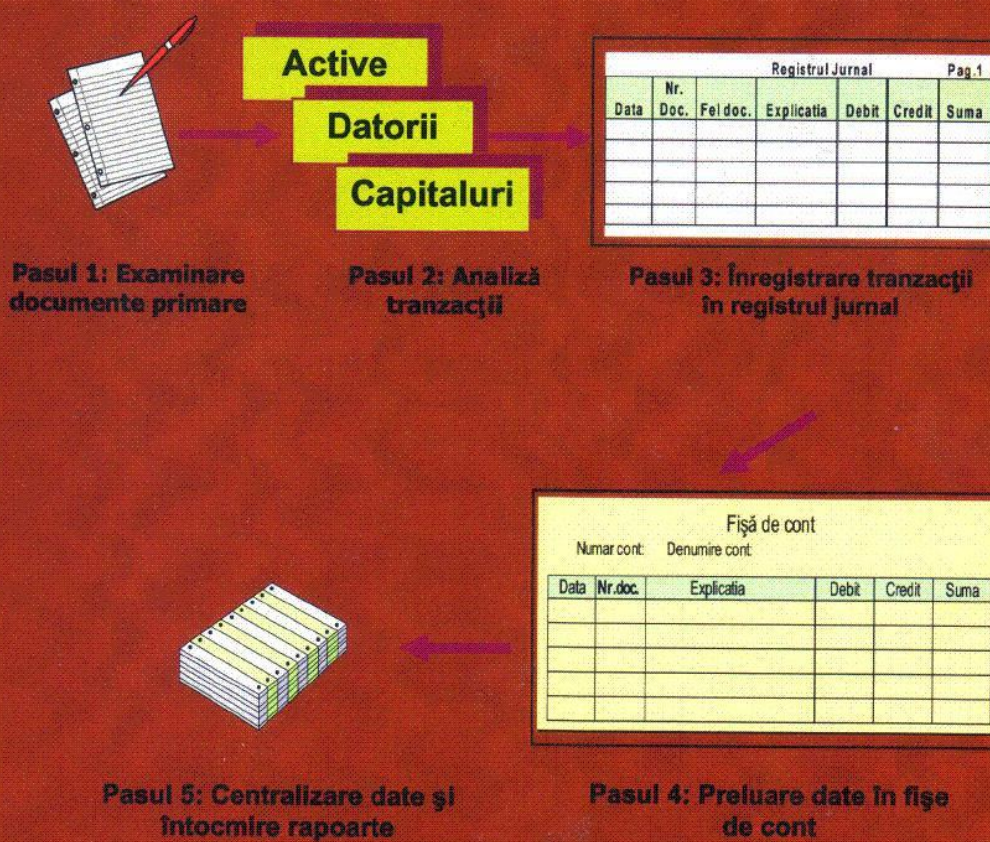 Active
Datorii
Capitaluri
Registrul Jurnal Pag.1
Data Nr. Doc. Fel doc. Explicatia Debit Credit Suma
Pasul 1: Examinare
documente primare
Pasul 2: Analiză
tranzacţii
Pasul 3: Înregistrare tranzacţii
în registrul jurnal
Fişă de cont
Numar cont: Denumire cont:
Data Nr.doc. Explicatia Debit Credit Suma
Pasul 5: Centralizare date şi
întocmire rapoarte
Pasul 4: Preluare date în fişe
de cont